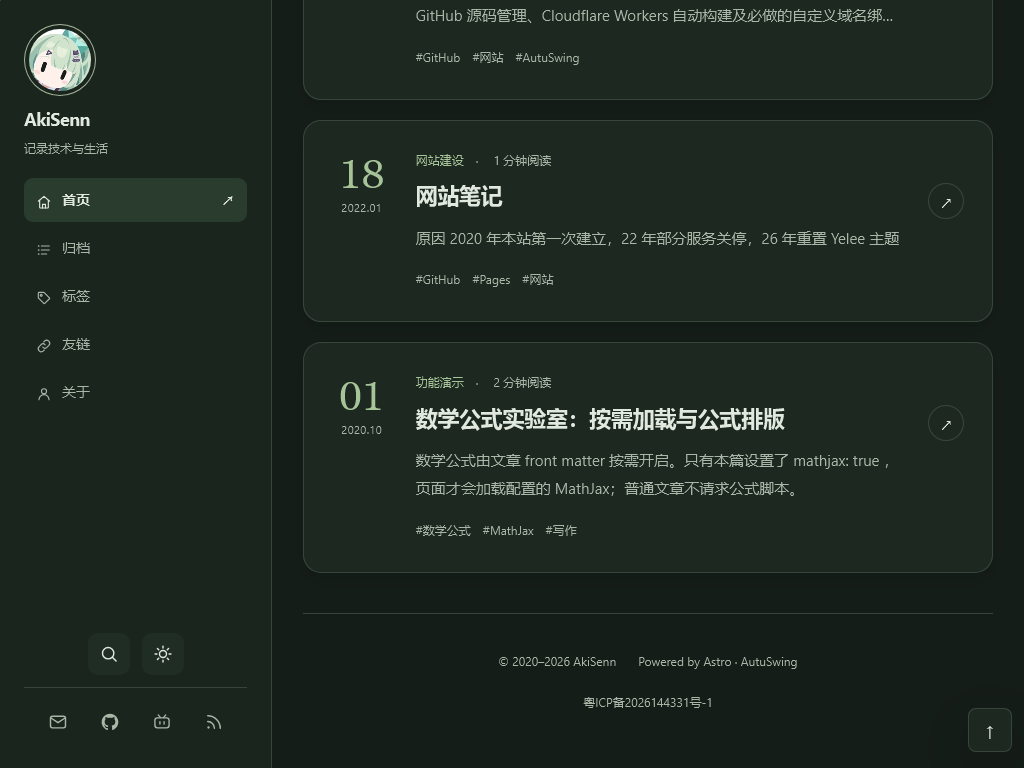 AkiSenn
记录技术与生活
首页
归档
标签
友链
关于
GitHub 源码管理、Cloudflare Workers 自动构建及必做的自定义域名绑...
#GitHub #网站 #AutuSwing
18
2022.01
网站建设 · 1 分钟阅读
网站笔记
原因 2020 年本站第一次建立，22 年部分服务关停，26 年重置 Yelee 主题
#GitHub #Pages #网站
01
2020.10
功能演示 · 2 分钟阅读
数学公式实验室：按需加载与公式排版
数学公式由文章 front matter 按需开启。只有本篇设置了 mathjax: true ，
页面才会加载配置的 MathJax；普通文章不请求公式脚本。
#数学公式 #MathJax #写作
© 2020–2026 AkiSenn Powered by Astro · AutuSwing
粤ICP备2026144331号-1